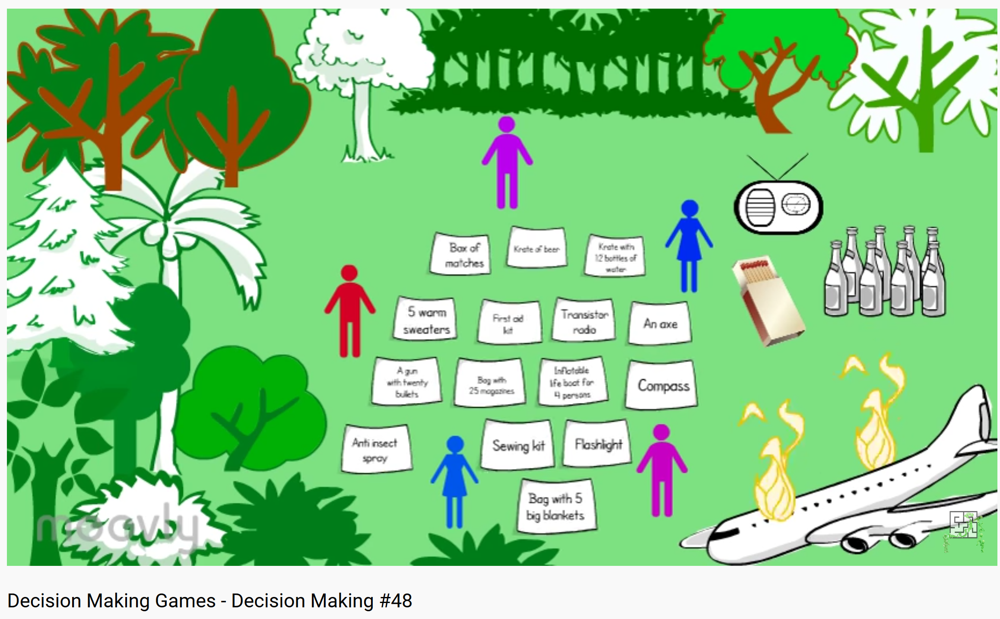 Box of
matches
Krate of beer
Krate with
12 bottles of
water
5 warm
sweaters
First aid
kit
Transistor
radio
An axe
A gun
with twenty
bullets
Bag with
25 magazines
Inflatable
life boat for
4 persons
Compass
Anti insect
spray
Sewing kit
Flashlight
Bag with 5
big blankets
moovly
Decision Making Games - Decision Making #48